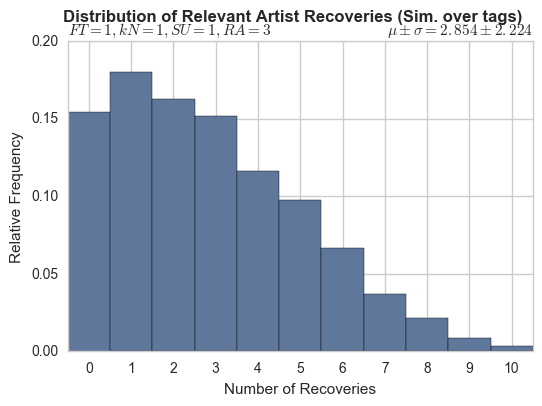 Distribution of Relevant Artist Recoveries (Sim. over tags)
FT = 1, kN = 1, SU = 1, RA = 3 μ ± σ = 2.854 ± 2.224
0.20
0.15
0.10
0.05
0.00
Relative Frequency
0 1 2 3 4 5 6 7 8 9 10
Number of Recoveries